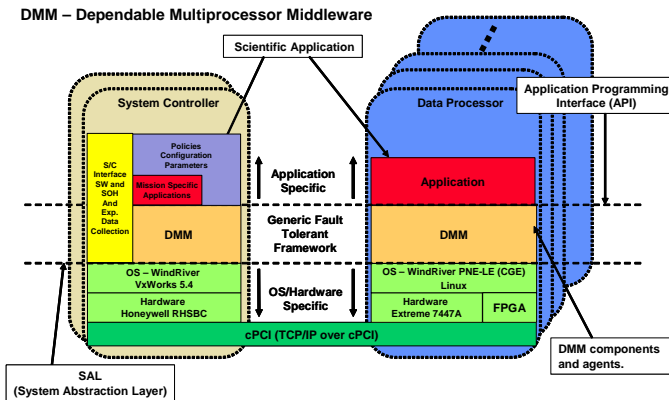 DMM – Dependable Multiprocessor Middleware
Scientific Application
System Controller
Data Processor
Application Programming
Interface (API)
S/C
Interface
SW and
SOH
And
Exp.
Data
Collection
Policies
Configuration
Parameters
Mission Specific
Applications
Application
Specific
Application
DMM
Generic Fault
Tolerant
Framework
DMM
OS – WindRiver
VxWorks 5.4
OS/Hardware
Specific
OS – WindRiver PNE-LE (CGE)
Linux
Hardware
Honeywell RHSBC
Hardware
Extreme 7447A
FPGA
cPCI (TCP/IP over cPCI)
SAL
(System Abstraction Layer)
DMM components
and agents.